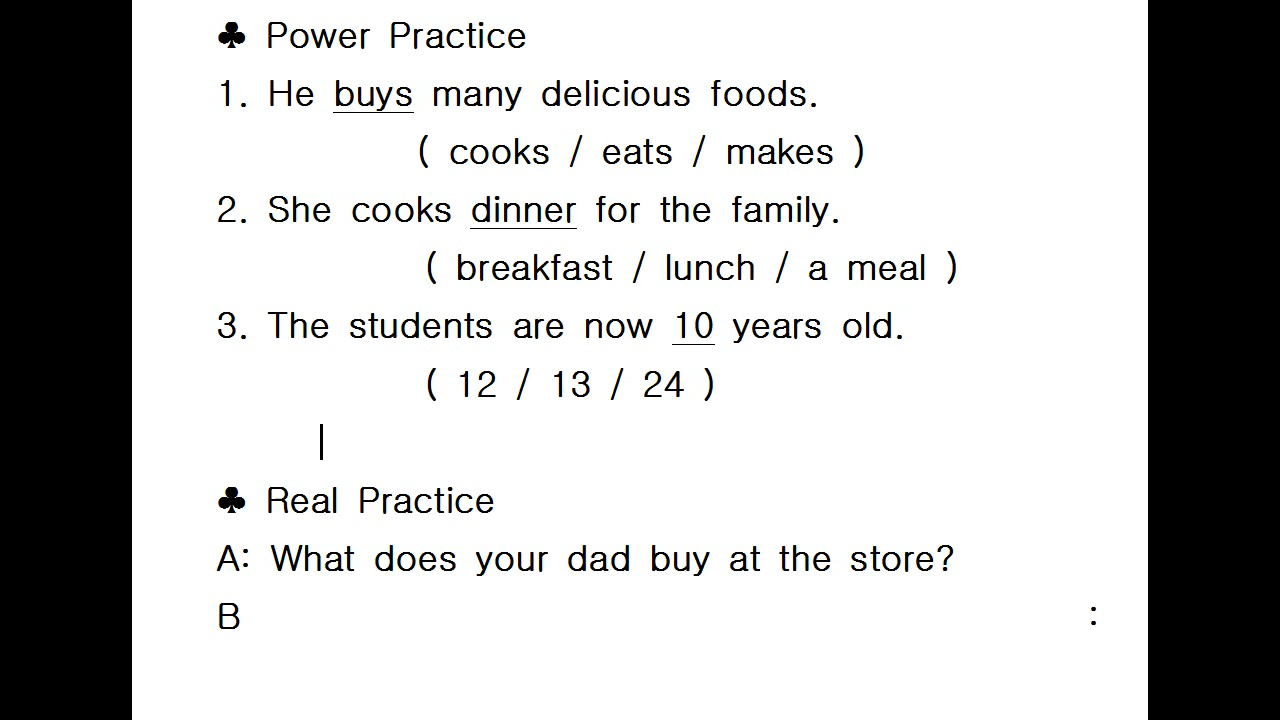 ♣ Power Practice
1. He buys many delicious foods.
( cooks / eats / makes )
2. She cooks dinner for the family.
( breakfast / lunch / a meal )
3. The students are now 10 years old.
( 12 / 13 / 24 )
♣ Real Practice
A: What does your dad buy at the store?
B :